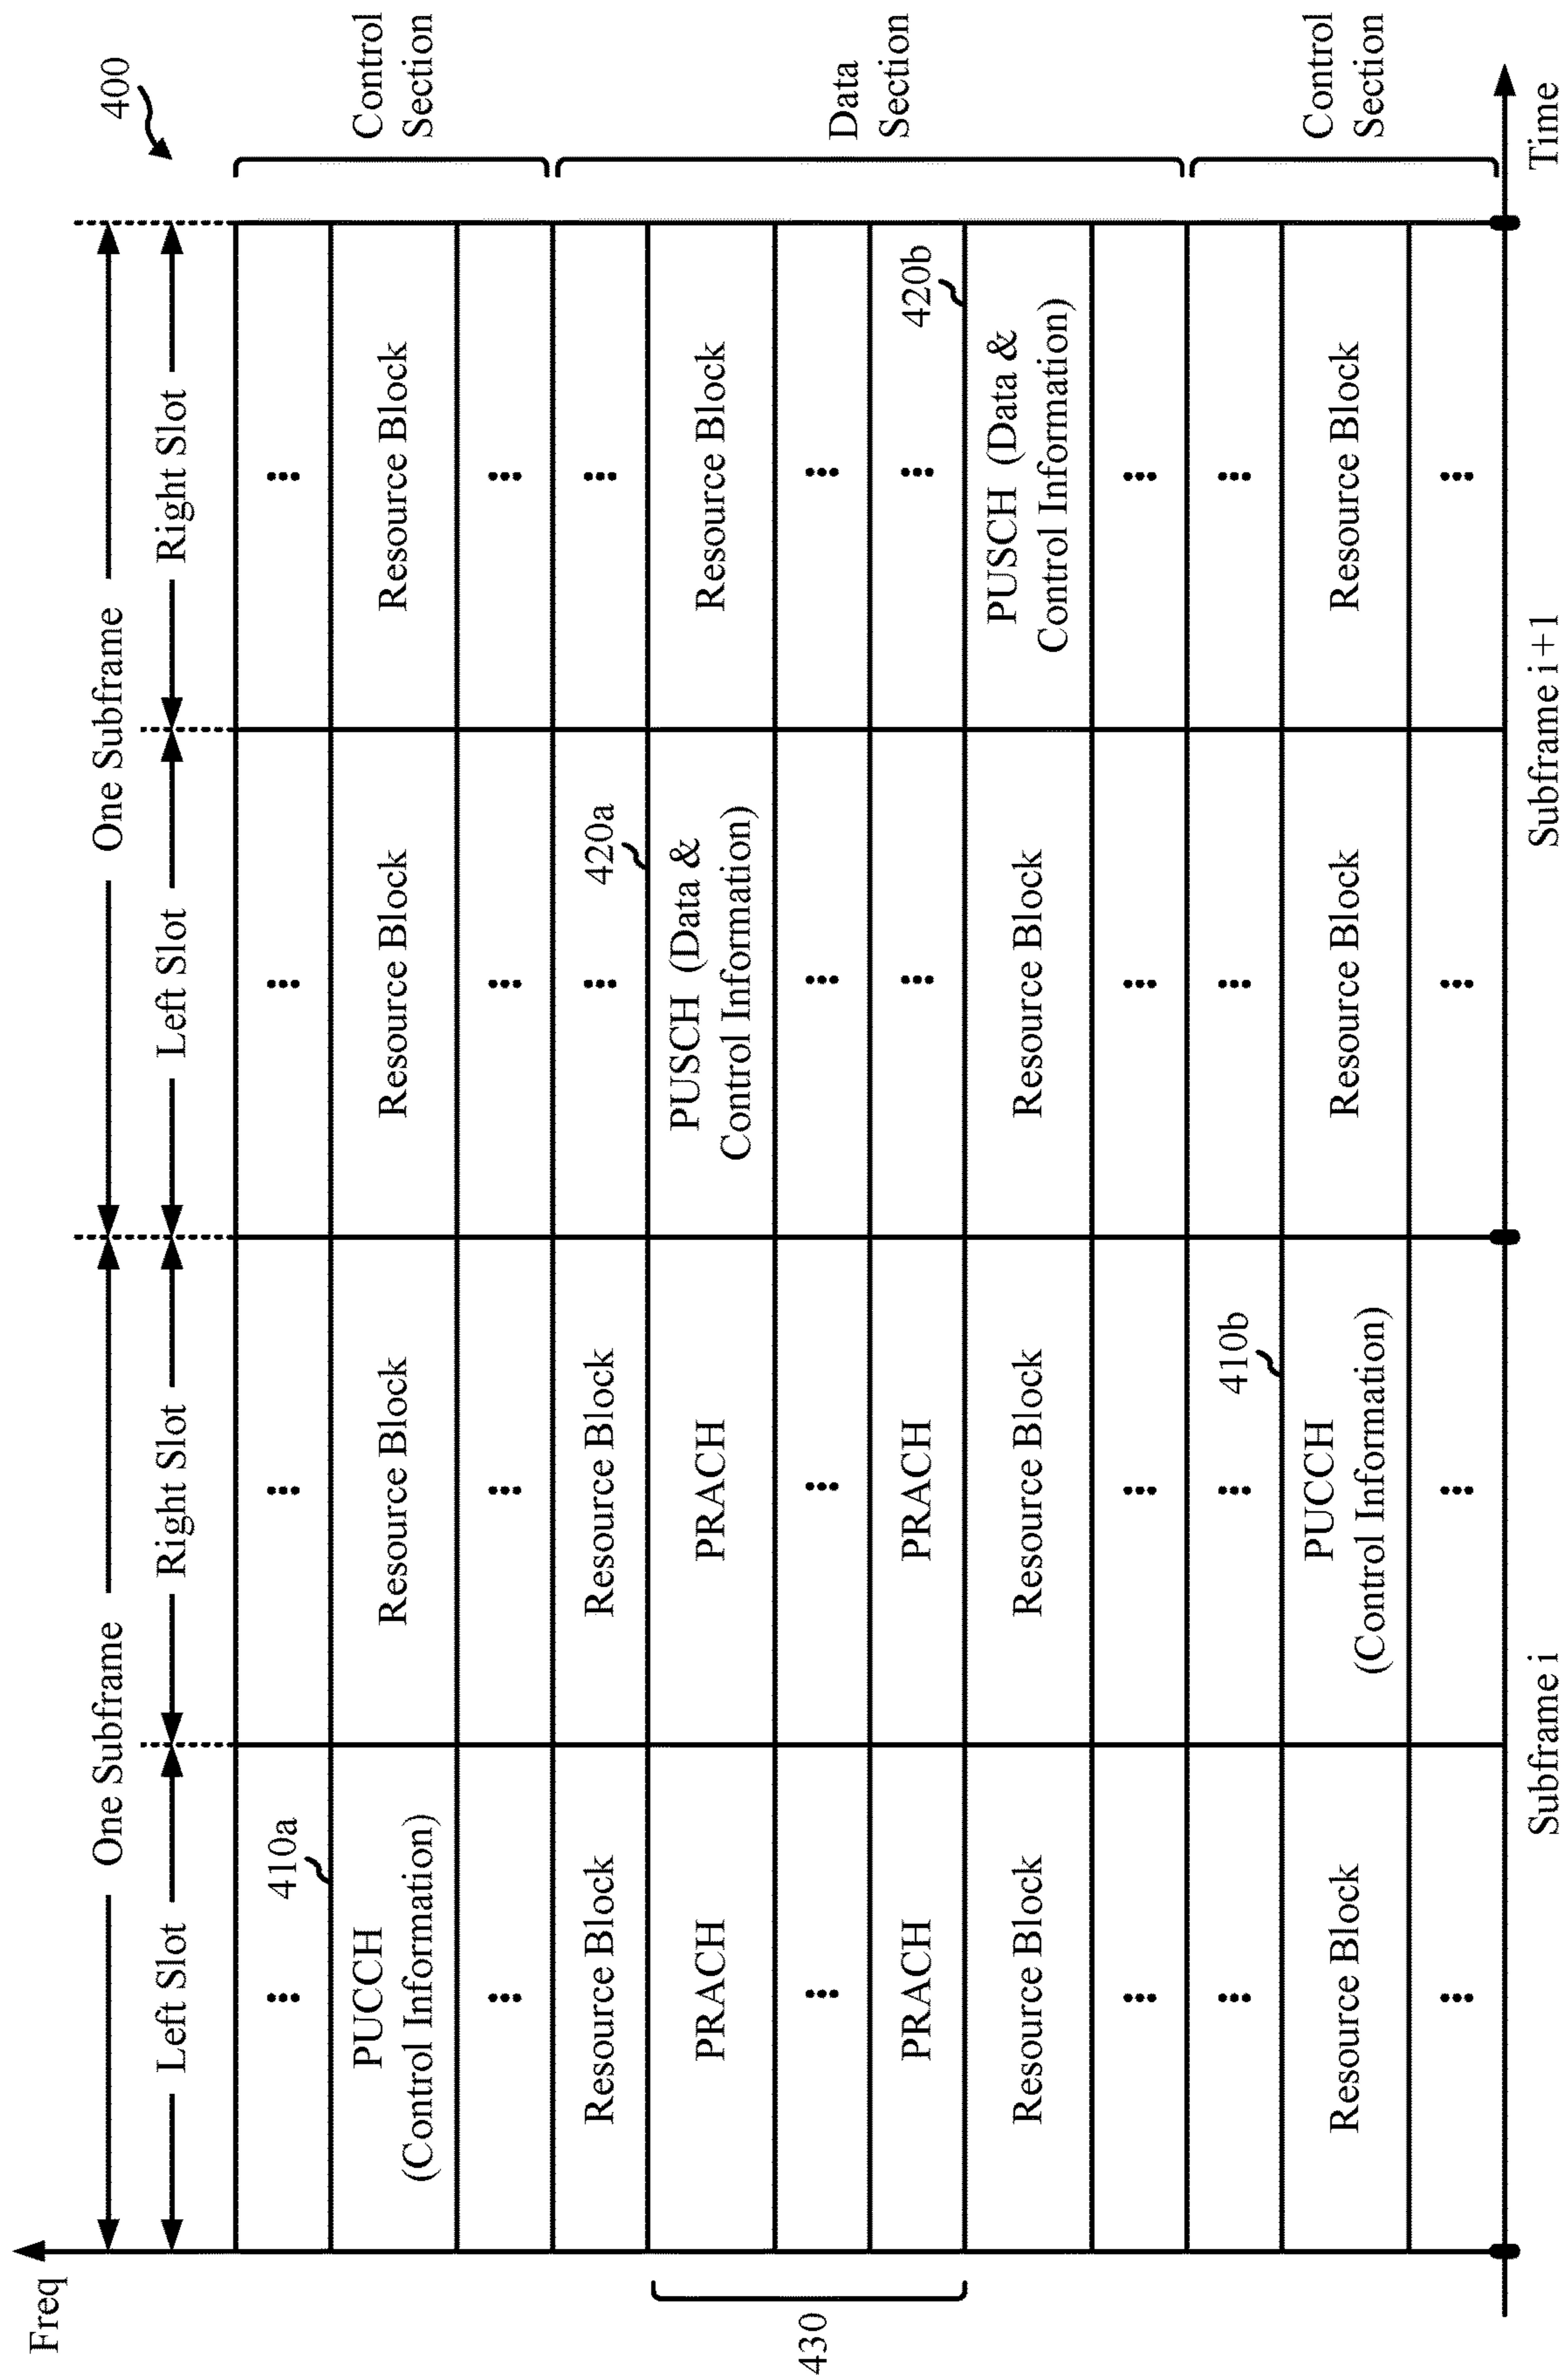 400
Freq
One Subframe
One Subframe
Left Slot
Right Slot
Left Slot
Right Slot
410a
PUCCH
(Control Information)
Resource Block
Resource Block
Resource Block
Control
Section
Resource Block
Resource Block
420a
430
PRACH
PRACH
PUSCH (Data &
Control Information)
Resource Block
Data
Section
PRACH
PRACH
420b
Resource Block
Resource Block
Resource Block
PUSCH (Data &
Control Information)
410b
Resource Block
PUCCH
(Control Information)
Resource Block
Resource Block
Control
Section
Subframe i
Subframe i+1
Time